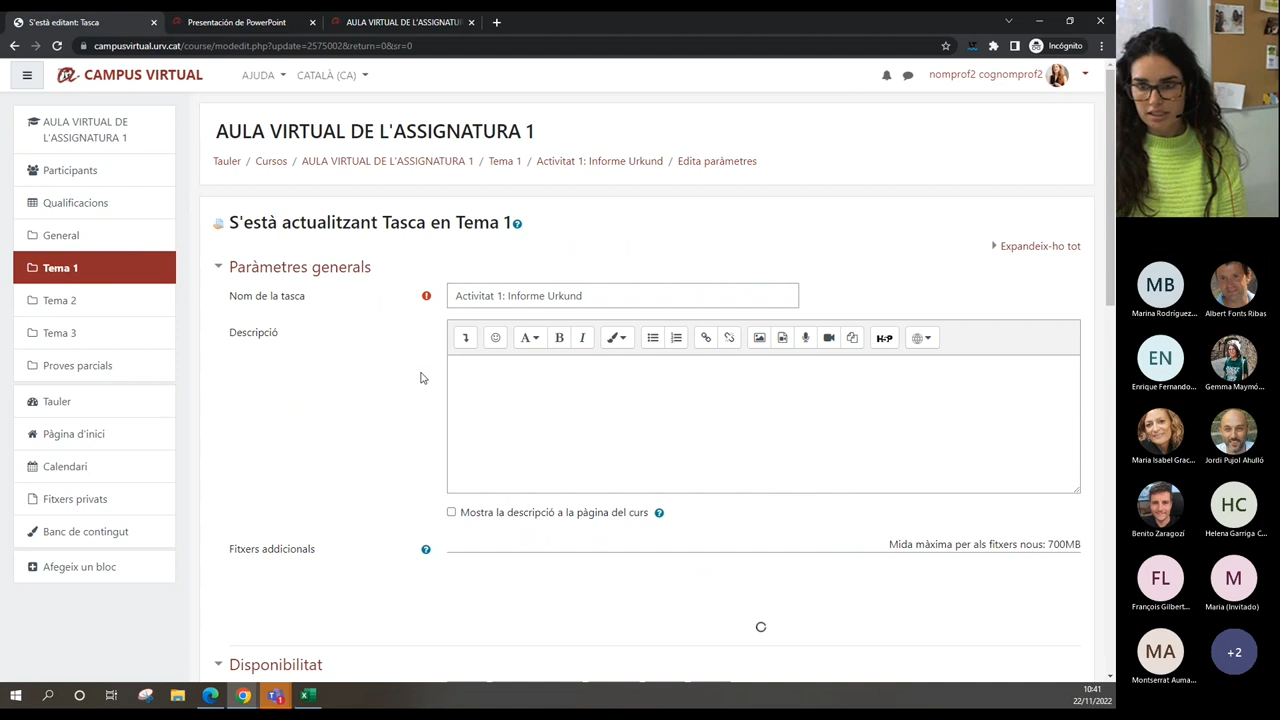 S'està editant: Tasca
Presentación de PowerPoint
AULA VIRTUAL DE L'ASSIGNATURA
campusvirtual.urv.cat/course/modedit.php?update=2575002&return=0&sr=0
Incógnito
CAMPUS VIRTUAL
AJUDA
CATALÀ (CA)
nomprof2 cognomprof2
AULA VIRTUAL DE L'ASSIGNATURA 1
Participants
Qualificacions
General
Tema 1
Tema 2
Tema 3
Proves parcials
Tauler
Pàgina d'inici
Calendari
Fitxers privats
Banc de contingut
Afegeix un bloc
AULA VIRTUAL DE L'ASSIGNATURA 1
Tauler / Cursos / AULA VIRTUAL DE L'ASSIGNATURA 1 / Tema 1 / Activitat 1: Informe Urkund / Edita paràmetres
S'està actualitzant Tasca en Tema 1
Expandeix-ho tot
Paràmetres generals
Nom de la tasca
Activitat 1: Informe Urkund
Descripció
A B I
H5P
Mostra la descripció a la pàgina del curs
Fitxers addicionals
Mida màxima per als fitxers nous: 700MB
Disponibilitat
MB
Marina Rodríguez...
Albert Fonts Ribas
EN
Enrique Fernando...
Gemma Maymó...
María Isabel Grac...
Jordi Pujol Ahulló
Benito Zaragozí
HC
Helena Garriga C...
FL
François Gilbert...
M
Maria (Invitado)
MA
Montserrat Auma...
+2
10:41
22/11/2022